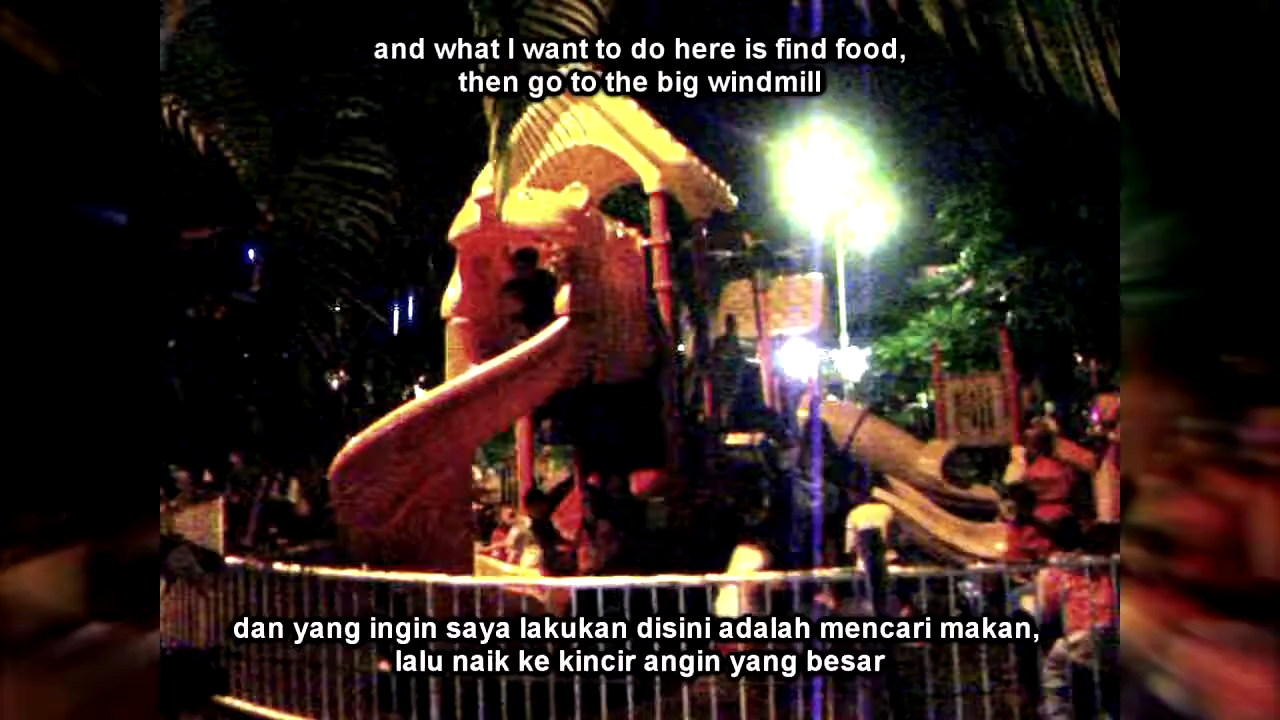 and what I want to do here is find food,
then go to the big windmill
dan yang ingin saya lakukan disini adalah mencari makan,
lalu naik ke kincir angin yang besar